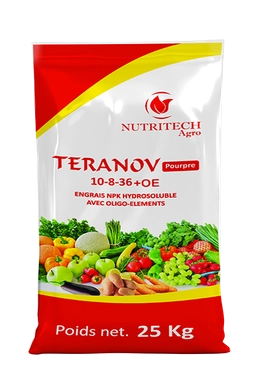 NUTRITECH
Agro
TERANOV Pourpre
10-8-36+OE
ENGRAIS NPK HYDROSOLUBLE
AVEC OLIGO-ELEMENTS
Poids net. 25 Kg